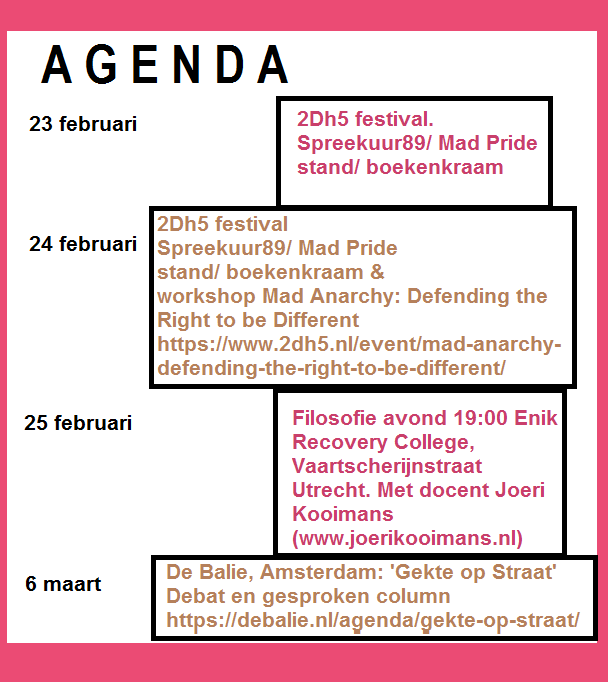 AGENDA
23 februari
2Dh5 festival.
Spreekuur89/ Mad Pride
stand/ boekenkraam
24 februari
2Dh5 festival
Spreekuur89/ Mad Pride
stand/ boekenkraam &
workshop Mad Anarchy: Defending the
Right to be Different
https://www.2dh5.nl/event/mad-anarchy-
defending-the-right-to-be-different/
25 februari
Filosofie avond 19:00 Enik
Recovery College,
Vaartscherijnstraat
Utrecht. Met docent Joeri
Kooimans
(www.joerikooimans.nl)
6 maart
De Balie, Amsterdam: 'Gekte op Straat'
Debat en gesproken column
https://debalie.nl/agenda/gekte-op-straat/